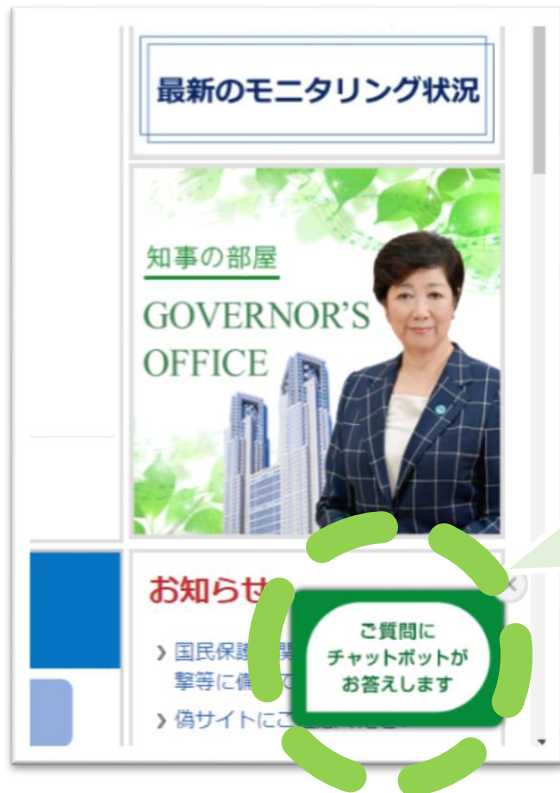 最新のモニタリング状況
知事の部屋
GOVERNOR'S
OFFICE
お知らせ
国民保護
撃等に備
偽サイトにご
ご質問に
チャットボットが
お答えします